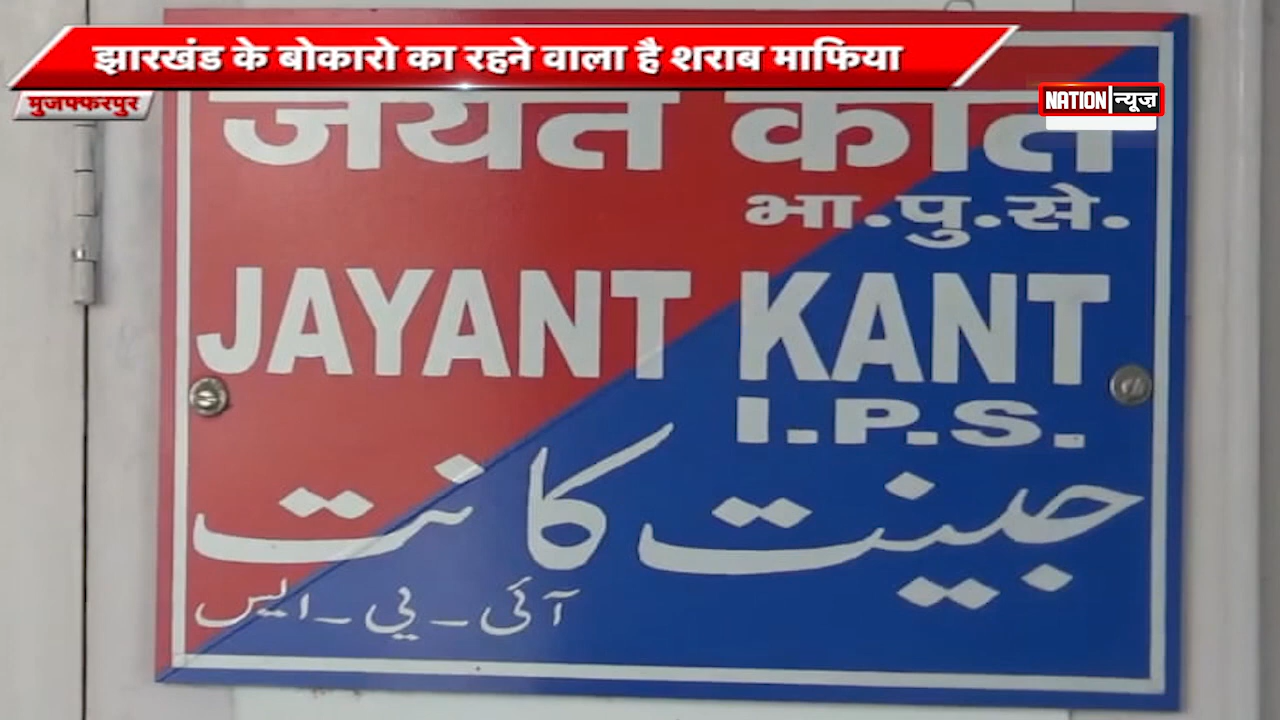 झारखंड के बोकारो का रहने वाला है शराब माफिया
मुजफ्फरपुर
NATION न्यूज़
जयंत कांत
भा.पु.से.
JAYANT KANT
I.P.S.
جینت کانت
آئی-پی-ایس